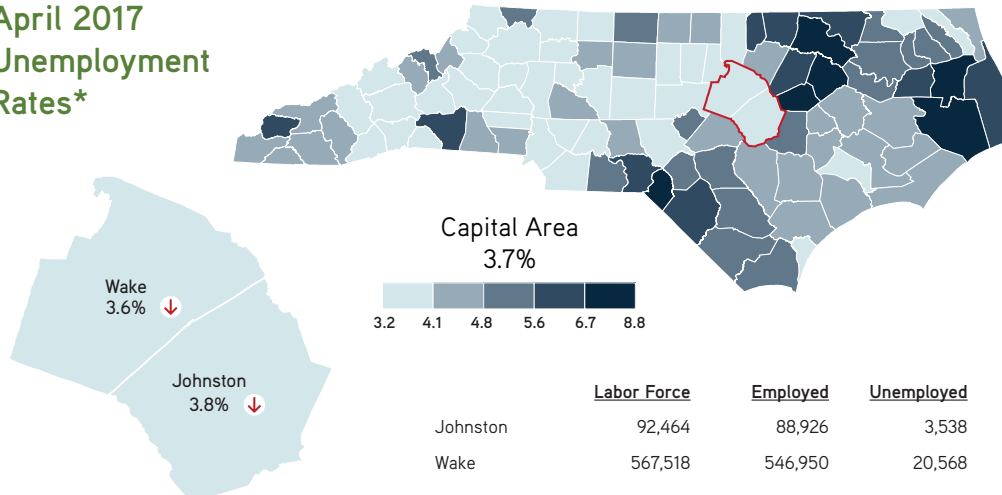 April 2017
Unemployment
Rates*
Capital Area
3.7%
3.2 4.1 4.8 5.6 6.7 8.8
Wake
3.6%
Johnston
3.8%
Labor Force Employed Unemployed
Johnston 92,464 88,926 3,538
Wake 567,518 546,950 20,568